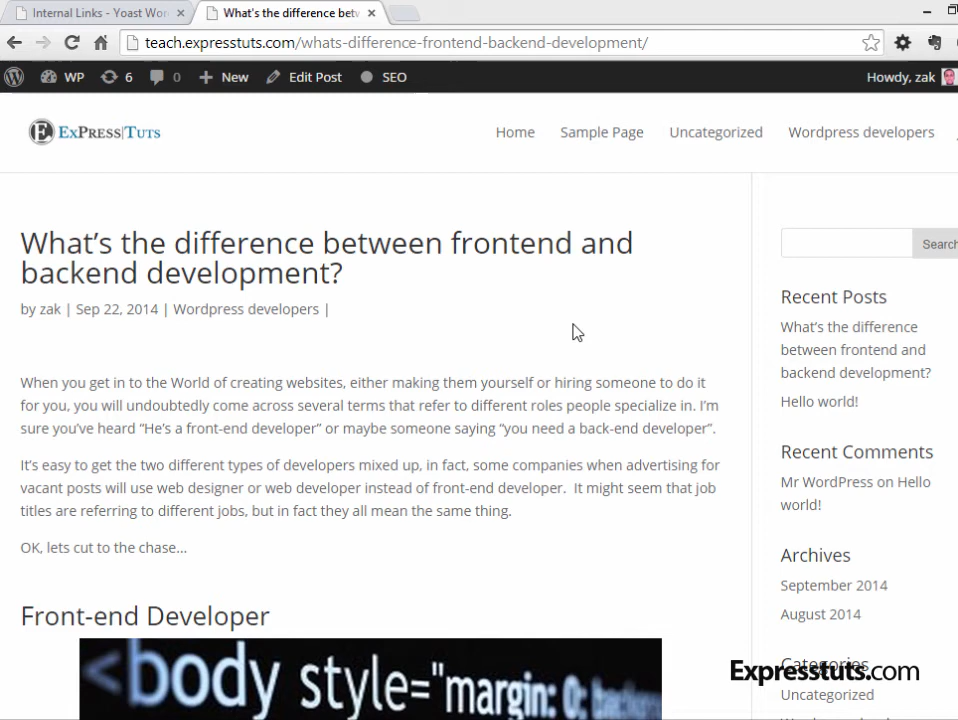 Internal Links - Yoast Wor
What's the difference betw
teach.expresstuts.com/whats-difference-frontend-backend-development/
WP 6 0 New Edit Post SEO Howdy, zak
E ExPress|Tuts
Home Sample Page Uncategorized Wordpress developers
What's the difference between frontend and
backend development?
by zak | Sep 22, 2014 | Wordpress developers |
When you get in to the World of creating websites, either making them yourself or hiring someone to do it
for you, you will undoubtedly come across several terms that refer to different roles people specialize in. I'm
sure you've heard “He's a front-end developer” or maybe someone saying “you need a back-end developer”.
It's easy to get the two different types of developers mixed up, in fact, some companies when advertising for
vacant posts will use web designer or web developer instead of front-end developer.  It might seem that job
titles are referring to different jobs, but in fact they all mean the same thing.
OK, lets cut to the chase…
Front-end Developer
<body style="margin: 0; backgrou
Search
Recent Posts
What's the difference
between frontend and
backend development?
Hello world!
Recent Comments
Mr WordPress on Hello
world!
Archives
September 2014
August 2014
Categories
Expresstuts.com
Uncategorized